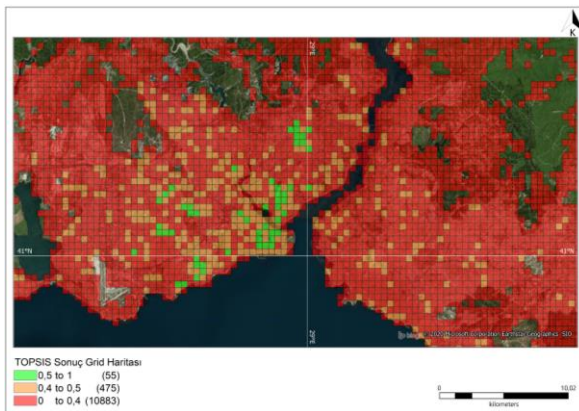 K
29°E
41°N
41°N
29°E
© 2020 Microsoft Corporation Earthstar Geographics SIO
TOPSIS Sonuç Grid Haritası
0,5 to 1 (55)
0,4 to 0,5 (475)
0 to 0,4 (10883)
0
10,52
kilometers